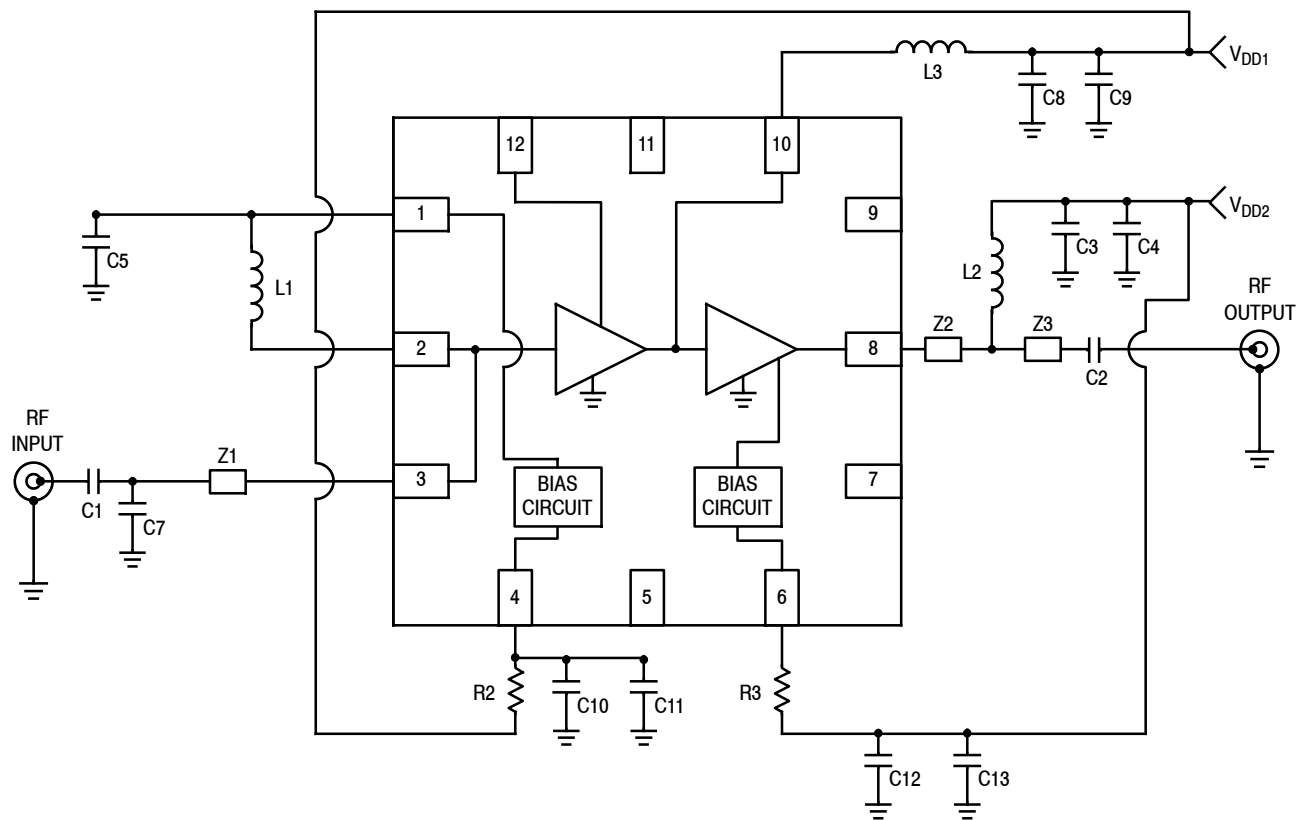 V_DD1
L3
C8
C9
12
11
10
1
9
V_DD2
C5
L1
C3
C4
L2
RF
OUTPUT
2
8
Z2
Z3
C2
RF
INPUT
Z1
3
7
C1
C7
BIAS
CIRCUIT
BIAS
CIRCUIT
4
5
6
R2
C10
C11
R3
C12
C13